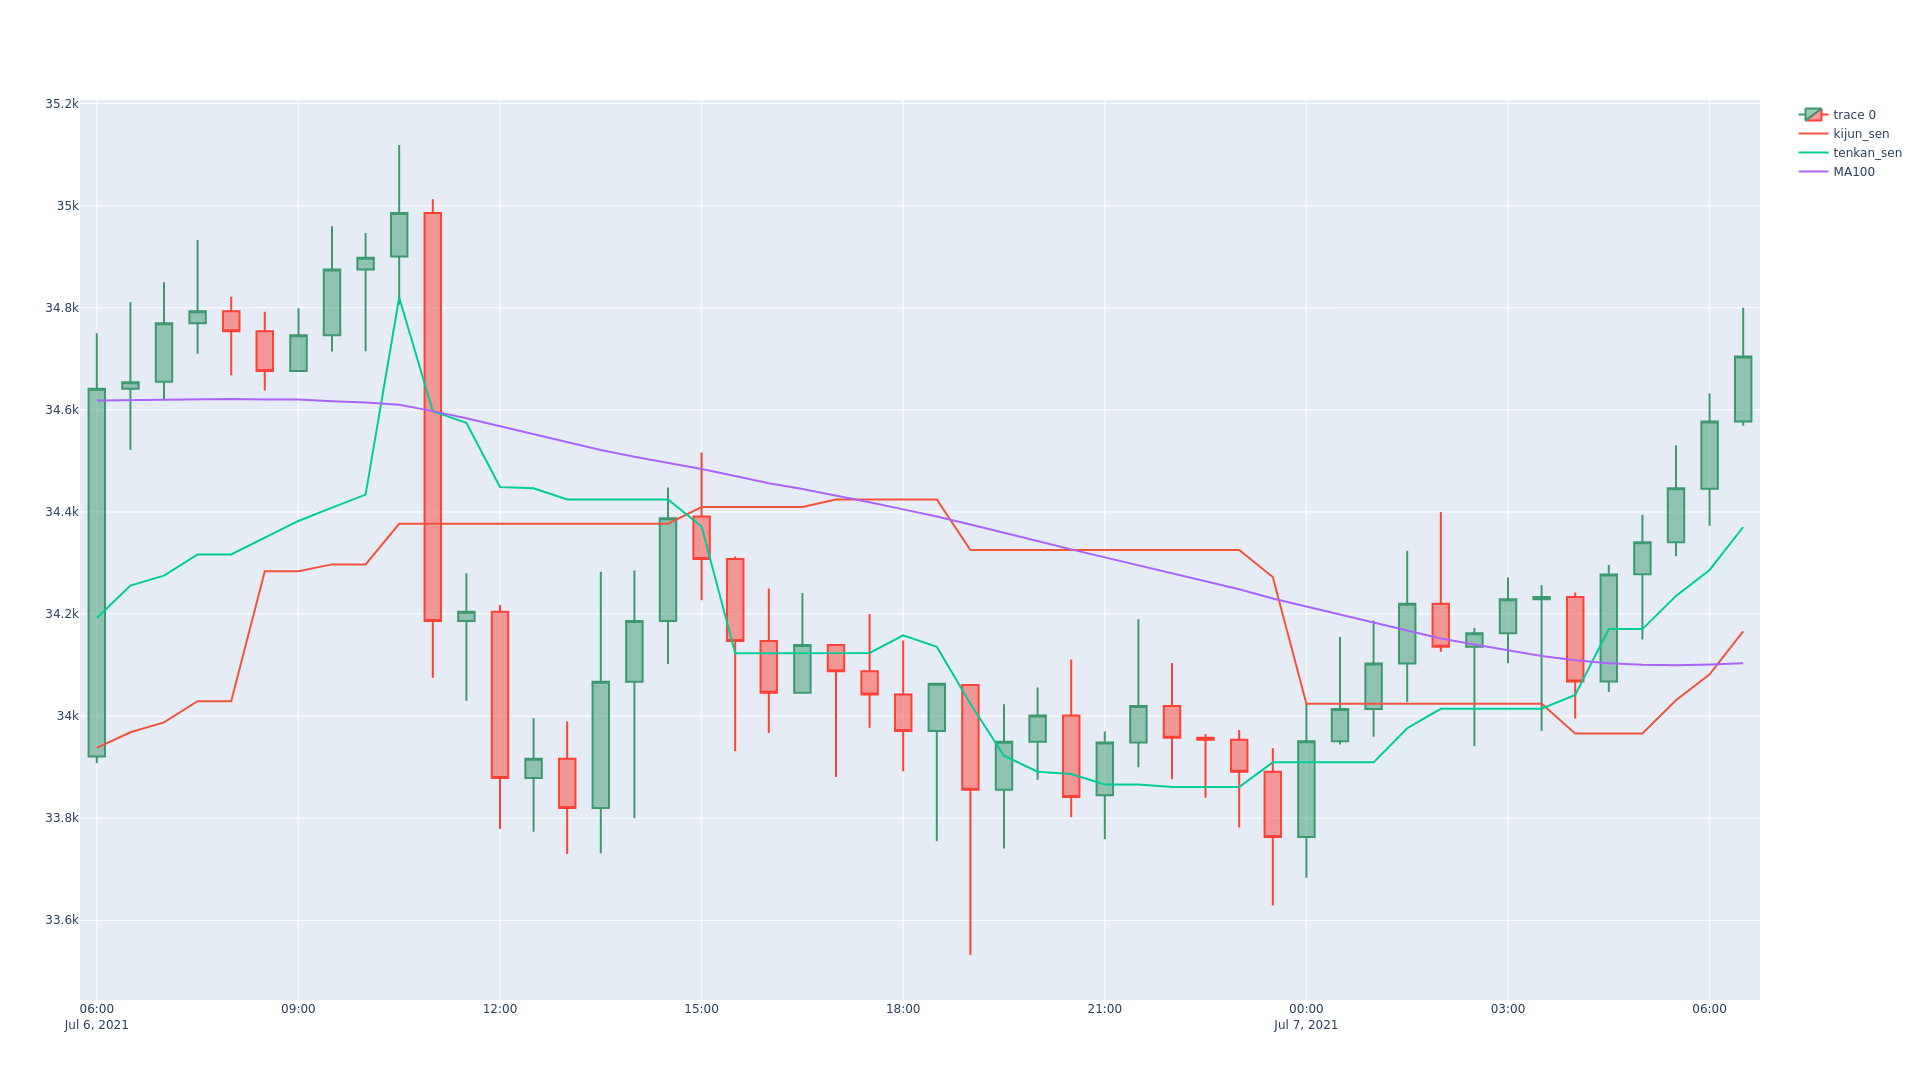 35.2k
35k
34.8k
34.6k
34.4k
34.2k
34k
33.8k
33.6k
06:00 09:00 12:00 15:00 18:00 21:00 00:00 03:00 06:00
Jul 6, 2021 Jul 7, 2021
trace 0
kijun_sen
tenkan_sen
MA100